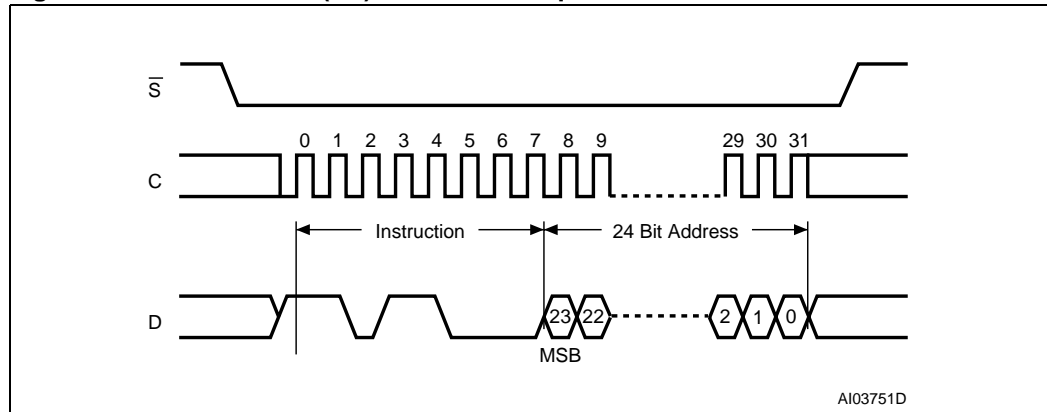 S
0 1 2 3 4 5 6 7 8 9 29 30 31
C
Instruction 24 Bit Address
D
23 22 2 1 0
MSB
AI03751D